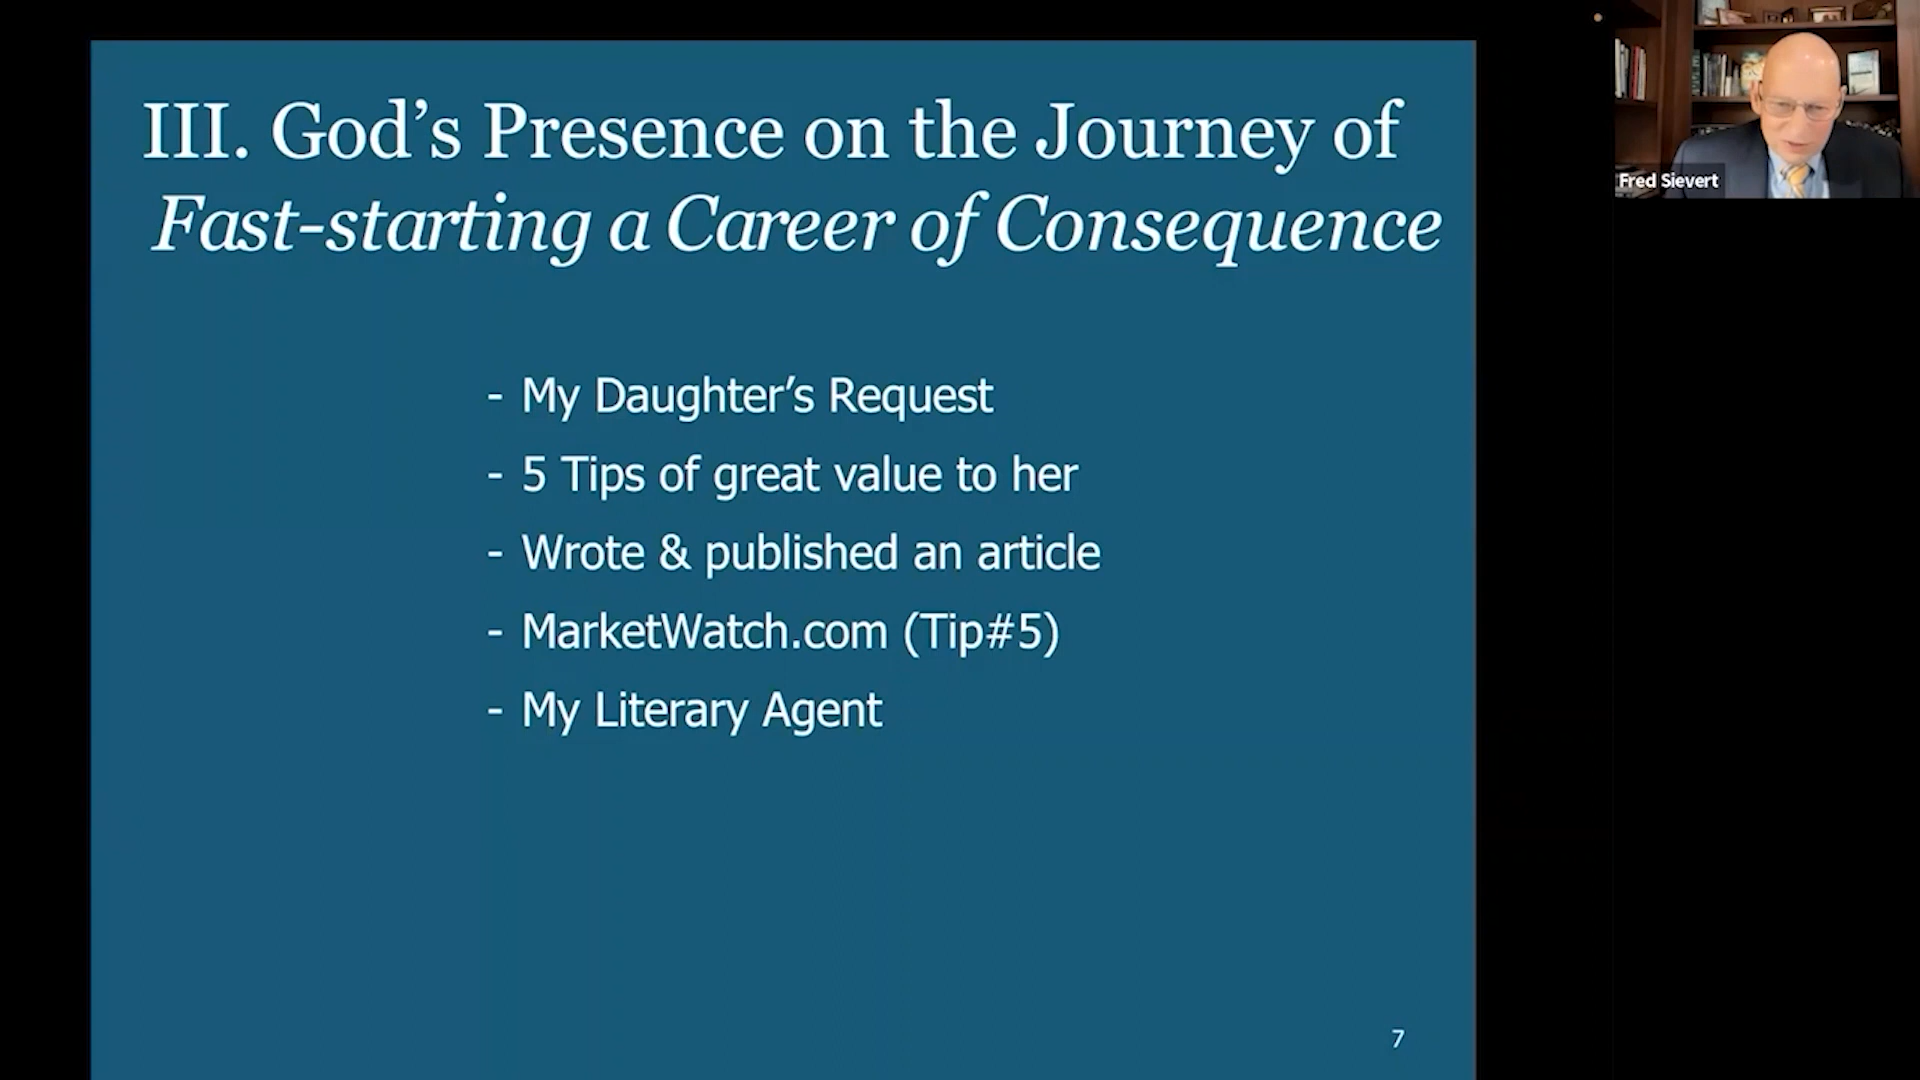 III. God’s Presence on the Journey of
Fast-starting a Career of Consequence
- My Daughter’s Request
- 5 Tips of great value to her
- Wrote & published an article
- MarketWatch.com (Tip#5)
- My Literary Agent
7
Fred Sievert